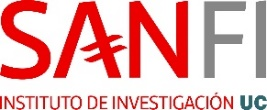 SANFI
INSTITUTO DE INVESTIGACIÓN UC